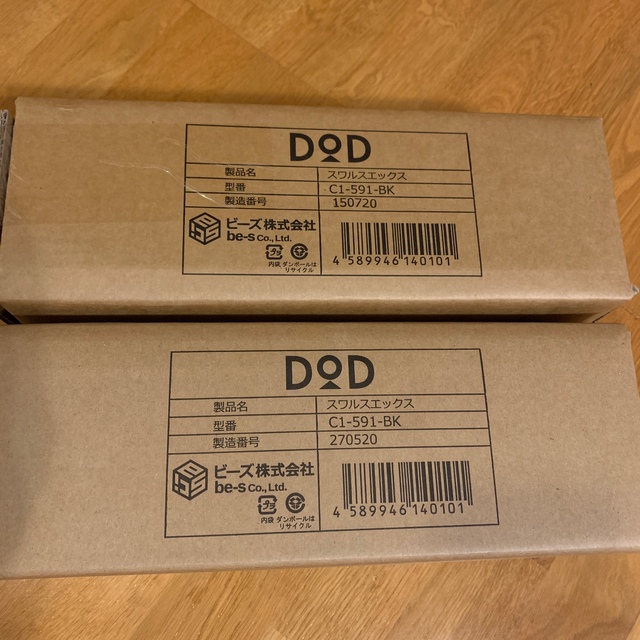 DOD
製品名 スワルスエックス
型番 C1-591-BK
製造番号 150720
ビーズ株式会社
be-s Co., Ltd.
内袋 ダンボールは
リサイクル
4 589946 140101
DOD
製品名 スワルスエックス
型番 C1-591-BK
製造番号 270520
ビーズ株式会社
be-s Co., Ltd.
内袋 ダンボールは
リサイクル
4 589946 140101